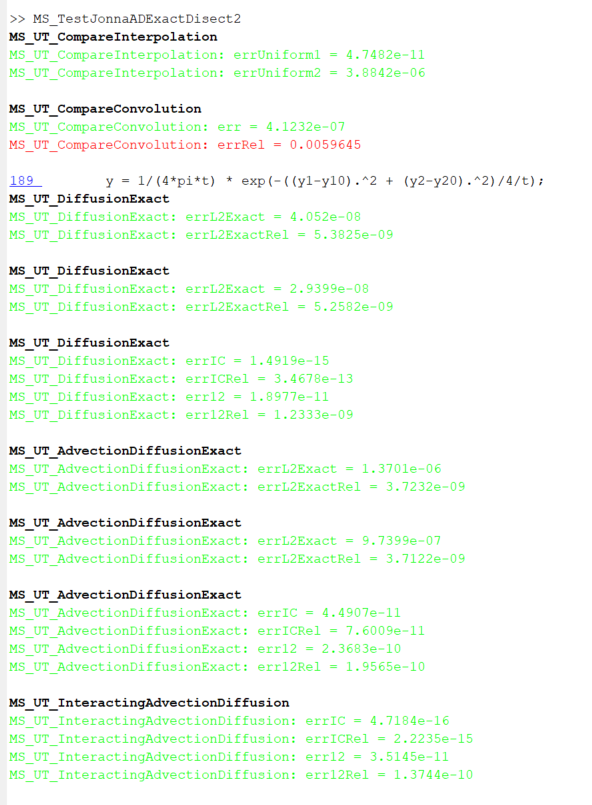 >> MS_TestJonnaADExactDisect2
MS_UT_CompareInterpolation
MS_UT_CompareInterpolation: errUniform1 = 4.7482e-11
MS_UT_CompareInterpolation: errUniform2 = 3.8842e-06
MS_UT_CompareConvolution
MS_UT_CompareConvolution: err = 4.1232e-07
MS_UT_CompareConvolution: errRel = 0.0059645
189 y = 1/(4*pi*t) * exp(-((y1-y10).^2 + (y2-y20).^2)/4/t);
MS_UT_DiffusionExact
MS_UT_DiffusionExact: errL2Exact = 4.052e-08
MS_UT_DiffusionExact: errL2ExactRel = 5.3825e-09
MS_UT_DiffusionExact
MS_UT_DiffusionExact: errL2Exact = 2.9399e-08
MS_UT_DiffusionExact: errL2ExactRel = 5.2582e-09
MS_UT_DiffusionExact
MS_UT_DiffusionExact: errIC = 1.4919e-15
MS_UT_DiffusionExact: errICRel = 3.4678e-13
MS_UT_DiffusionExact: err12 = 1.8977e-11
MS_UT_DiffusionExact: err12Rel = 1.2333e-09
MS_UT_AdvectionDiffusionExact
MS_UT_AdvectionDiffusionExact: errL2Exact = 1.3701e-06
MS_UT_AdvectionDiffusionExact: errL2ExactRel = 3.7232e-09
MS_UT_AdvectionDiffusionExact
MS_UT_AdvectionDiffusionExact: errL2Exact = 9.7399e-07
MS_UT_AdvectionDiffusionExact: errL2ExactRel = 3.7122e-09
MS_UT_AdvectionDiffusionExact
MS_UT_AdvectionDiffusionExact: errIC = 4.4907e-11
MS_UT_AdvectionDiffusionExact: errICRel = 7.6009e-11
MS_UT_AdvectionDiffusionExact: err12 = 2.3683e-10
MS_UT_AdvectionDiffusionExact: err12Rel = 1.9565e-10
MS_UT_InteractingAdvectionDiffusion
MS_UT_InteractingAdvectionDiffusion: errIC = 4.7184e-16
MS_UT_InteractingAdvectionDiffusion: errICRel = 2.2235e-15
MS_UT_InteractingAdvectionDiffusion: err12 = 3.5145e-11
MS_UT_InteractingAdvectionDiffusion: err12Rel = 1.3744e-10